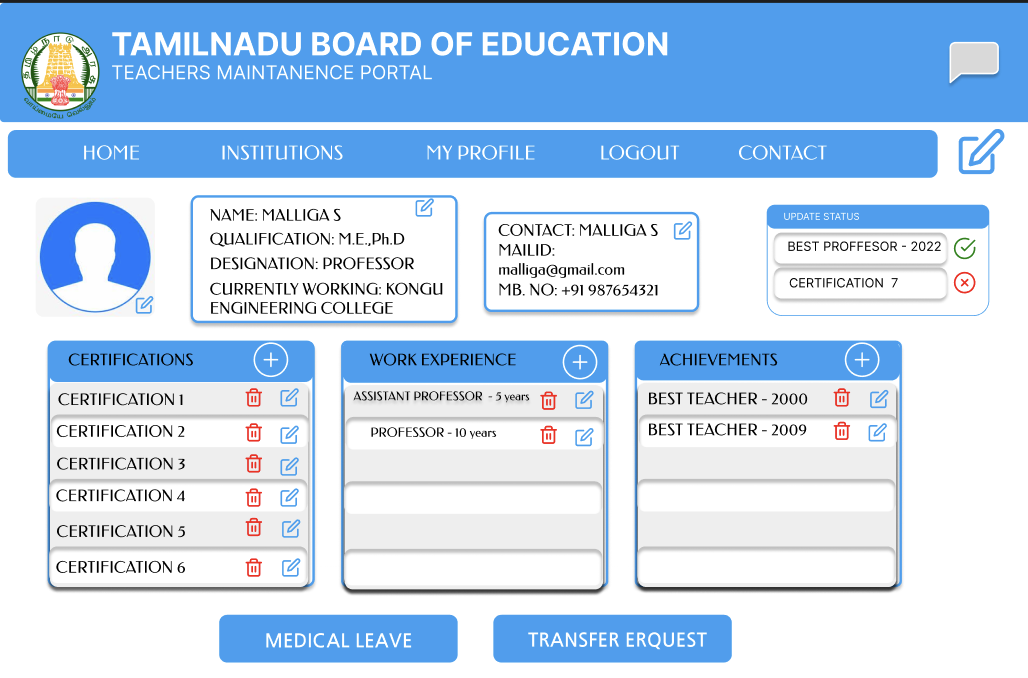 TAMILNADU BOARD OF EDUCATION
TEACHERS MAINTANENCE PORTAL
HOME
INSTITUTIONS
MY PROFILE
LOGOUT
CONTACT
NAME: MALLIGA S
QUALIFICATION: M.E.,Ph.D
DESIGNATION: PROFESSOR
CURRENTLY WORKING: KONGU
ENGINEERING COLLEGE
CONTACT: MALLIGA S
MAILID:
malliga@gmail.com
MB. NO: +91 987654321
UPDATE STATUS
BEST PROFFESOR - 2022
CERTIFICATION 7
CERTIFICATIONS
CERTIFICATION 1
CERTIFICATION 2
CERTIFICATION 3
CERTIFICATION 4
CERTIFICATION 5
CERTIFICATION 6
WORK EXPERIENCE
ASSISTANT PROFESSOR - 5 years
PROFESSOR - 10 years
ACHIEVEMENTS
BEST TEACHER - 2000
BEST TEACHER - 2009
MEDICAL LEAVE
TRANSFER ERQUEST